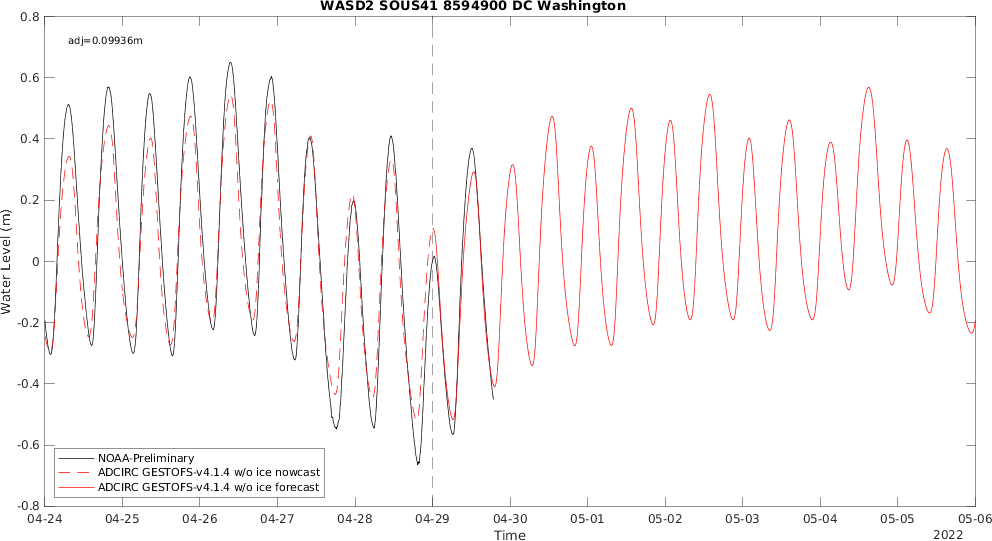 WASD2 SOUS41 8594900 DC Washington
0.8
0.6
0.4
0.2
0
-0.2
-0.4
-0.6
-0.8
Water Level (m)
adj=0.09936m
NOAA-Preliminary
ADCIRC GESTOFS-v4.1.4 w/o ice nowcast
ADCIRC GESTOFS-v4.1.4 w/o ice forecast
04-24 04-25 04-26 04-27 04-28 04-29 04-30 05-01 05-02 05-03 05-04 05-05 05-06
Time
2022